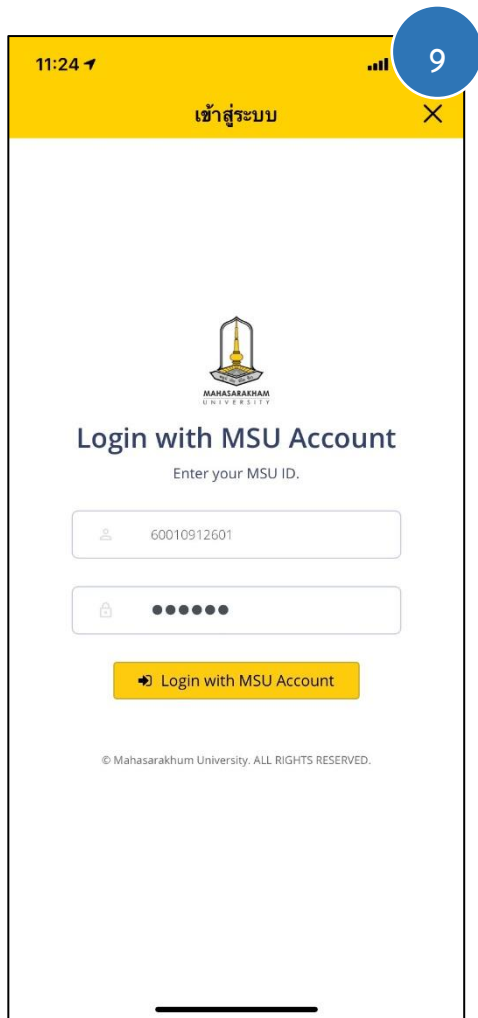 11:24
9
เข้าสู่ระบบ
MAHASARAKHAM
UNIVERSITY
Login with MSU Account
Enter your MSU ID.
60010912601
●●●●●●
Login with MSU Account
© Mahasarakhum University. ALL RIGHTS RESERVED.